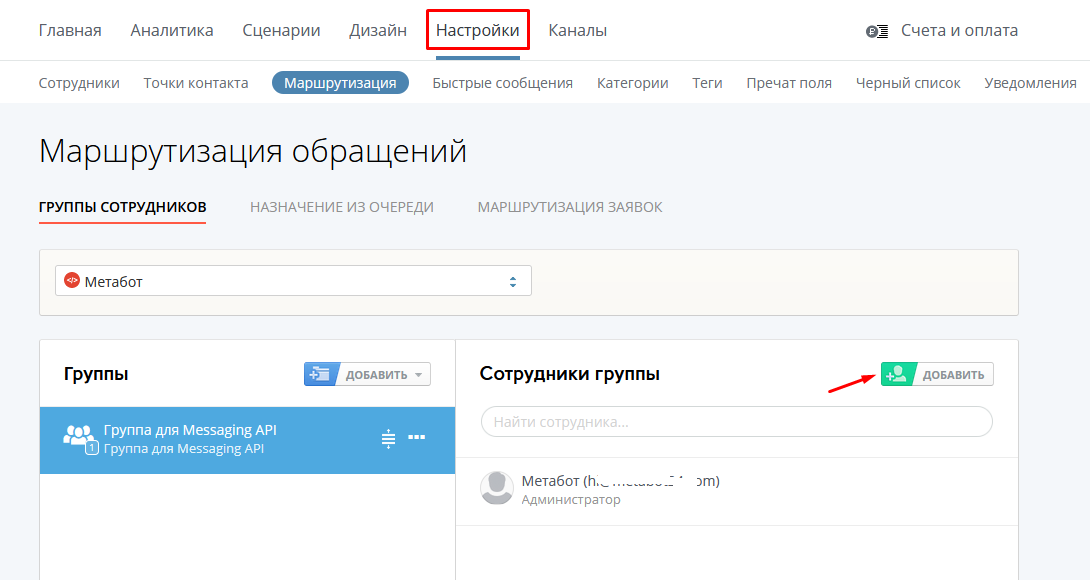 Главная Аналитика Сценарии Дизайн Настройки Каналы Счета и оплата
Сотрудники Точки контакта Маршрутизация Быстрые сообщения Категории Теги Пречат поля Черный список Уведомления
Маршрутизация обращений
ГРУППЫ СОТРУДНИКОВ НАЗНАЧЕНИЕ ИЗ ОЧЕРЕДИ МАРШРУТИЗАЦИЯ ЗАЯВОК
Метабот
Группы ДОБАВИТЬ
Сотрудники группы ДОБАВИТЬ
Группа для Messaging API
1 Группа для Messaging API
Найти сотрудника...
Метабот
Администратор